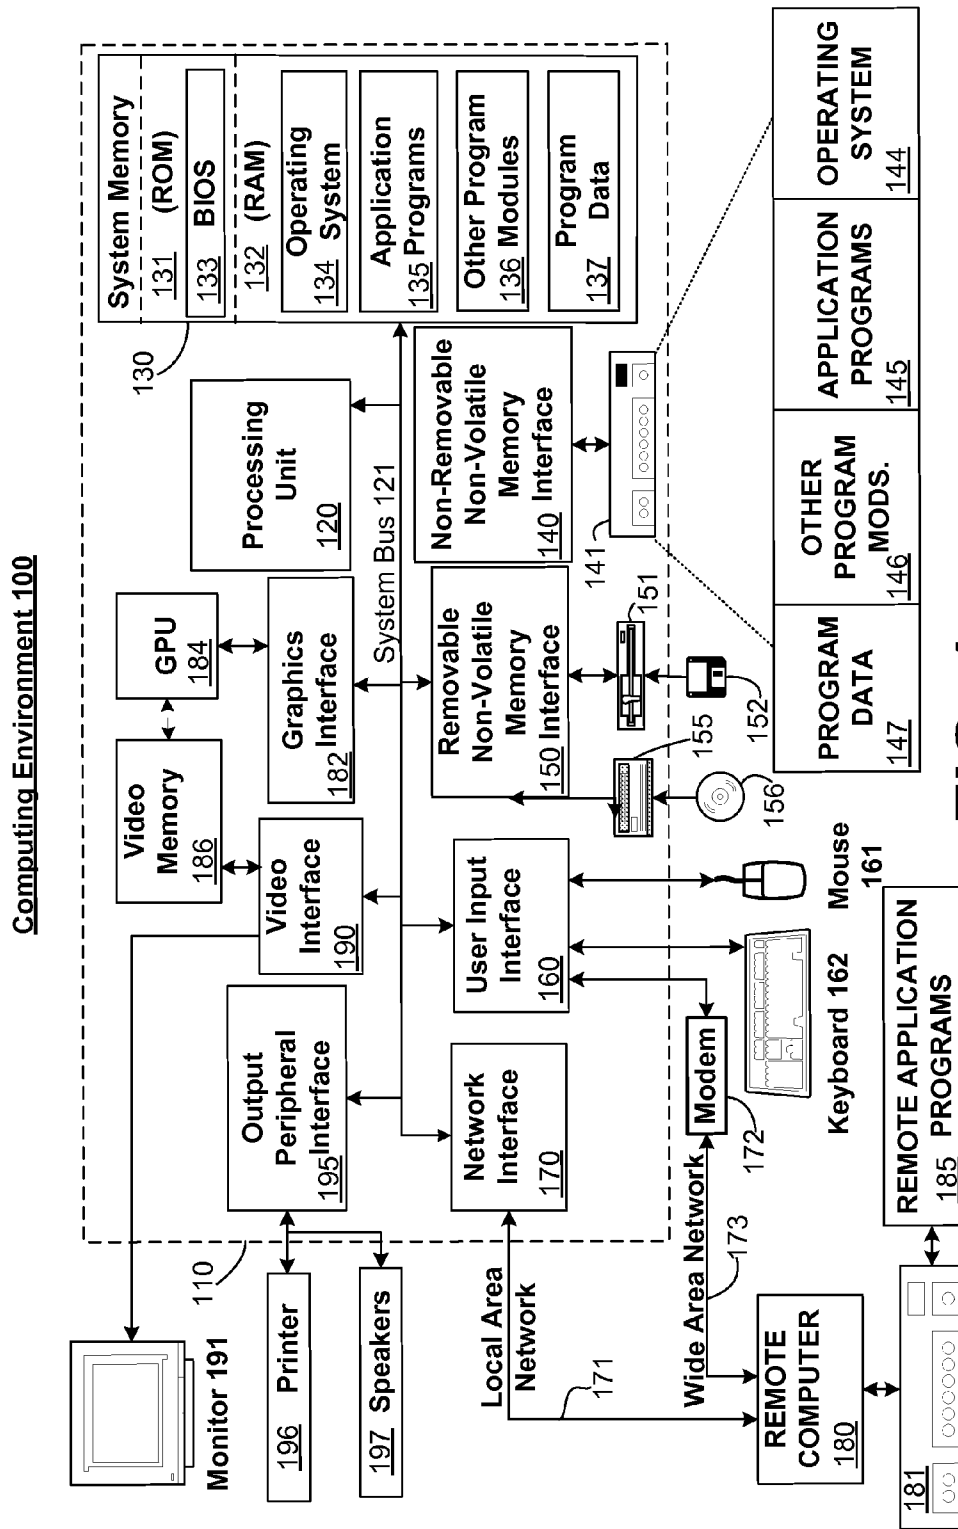 Computing Environment 100
Monitor 191
196 Printer
197 Speakers
110
Output
Peripheral
Interface
195
Video
Memory
186
GPU
184
Video
Interface
190
Graphics
Interface
182
Processing
Unit
120
130
System Memory
131 (ROM)
133 BIOS
132 (RAM)
Operating
System
134
Application
Programs
135
Other Program
Modules
136
Program
Data
137
System Bus 121
Network
Interface
170
User Input
Interface
160
Removable
Non-Volatile
Memory
Interface
150
Non-Removable
Non-Volatile
Memory
Interface
140
141
151
152
155
156
Local Area
Network
171
Wide Area Network
173
Modem
172
Keyboard 162
Mouse
161
REMOTE
COMPUTER
180
181
REMOTE APPLICATION
PROGRAMS
185
PROGRAM
DATA
147
OTHER
PROGRAM
MODS.
146
APPLICATION
PROGRAMS
145
OPERATING
SYSTEM
144